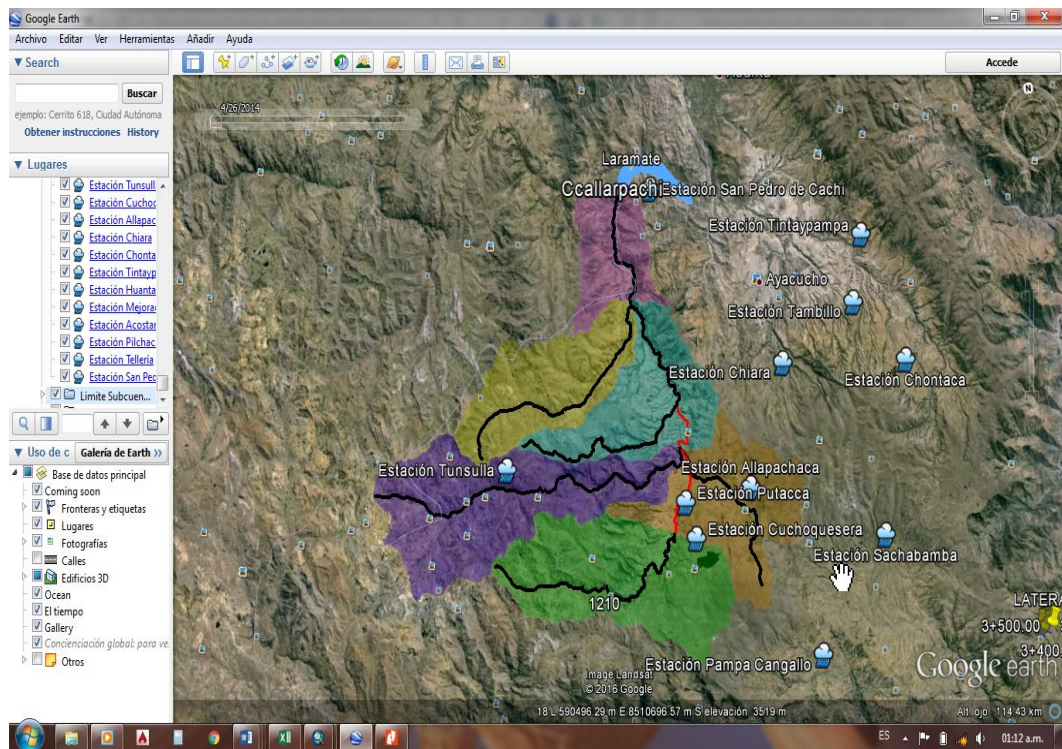 Google Earth
Archivo Editar Ver Herramientas Añadir Ayuda
Search
Buscar
ejemplo: Cerrito 618, Ciudad Autónoma
Obtener instrucciones History
Lugares
Estación Tunsull
Estación Cuchoc
Estación Allapac
Estación Chiara
Estación Chonta
Estación Tintayp
Estación Huanta
Estación Mejora
Estación Acostar
Estación Pilchac
Estación Tellería
Estación San Pec
Limite Subcuen...
Uso de c Galería de Earth »
Base de datos principal
Coming soon
Fronteras y etiquetas
Lugares
Fotografías
Calles
Edificios 3D
Ocean
El tiempo
Gallery
Concienciación global: para ve
Otros
Accede
4/26/2014
N
Laramate
Ccallarpachi
Estación San Pedro de Cachi
Estación Tintaypampa
Ayacucho
Estación Tambillo
Estación Chiara
Estación Chontaca
Estación Tunsulla
Estación Allapachaca
Estación Putacca
Estación Cuchoquesera
Estación Sachabamba
1210
LATERA
3+500.00
3+400
Estación Pampa Cangallo
Image Landsat
© 2016 Google
Google earth
18 L 590496.29 m E 8510696.57 m S elevación 3519 m
Alt. ojo 114.43 km
ES
01:12 a.m.